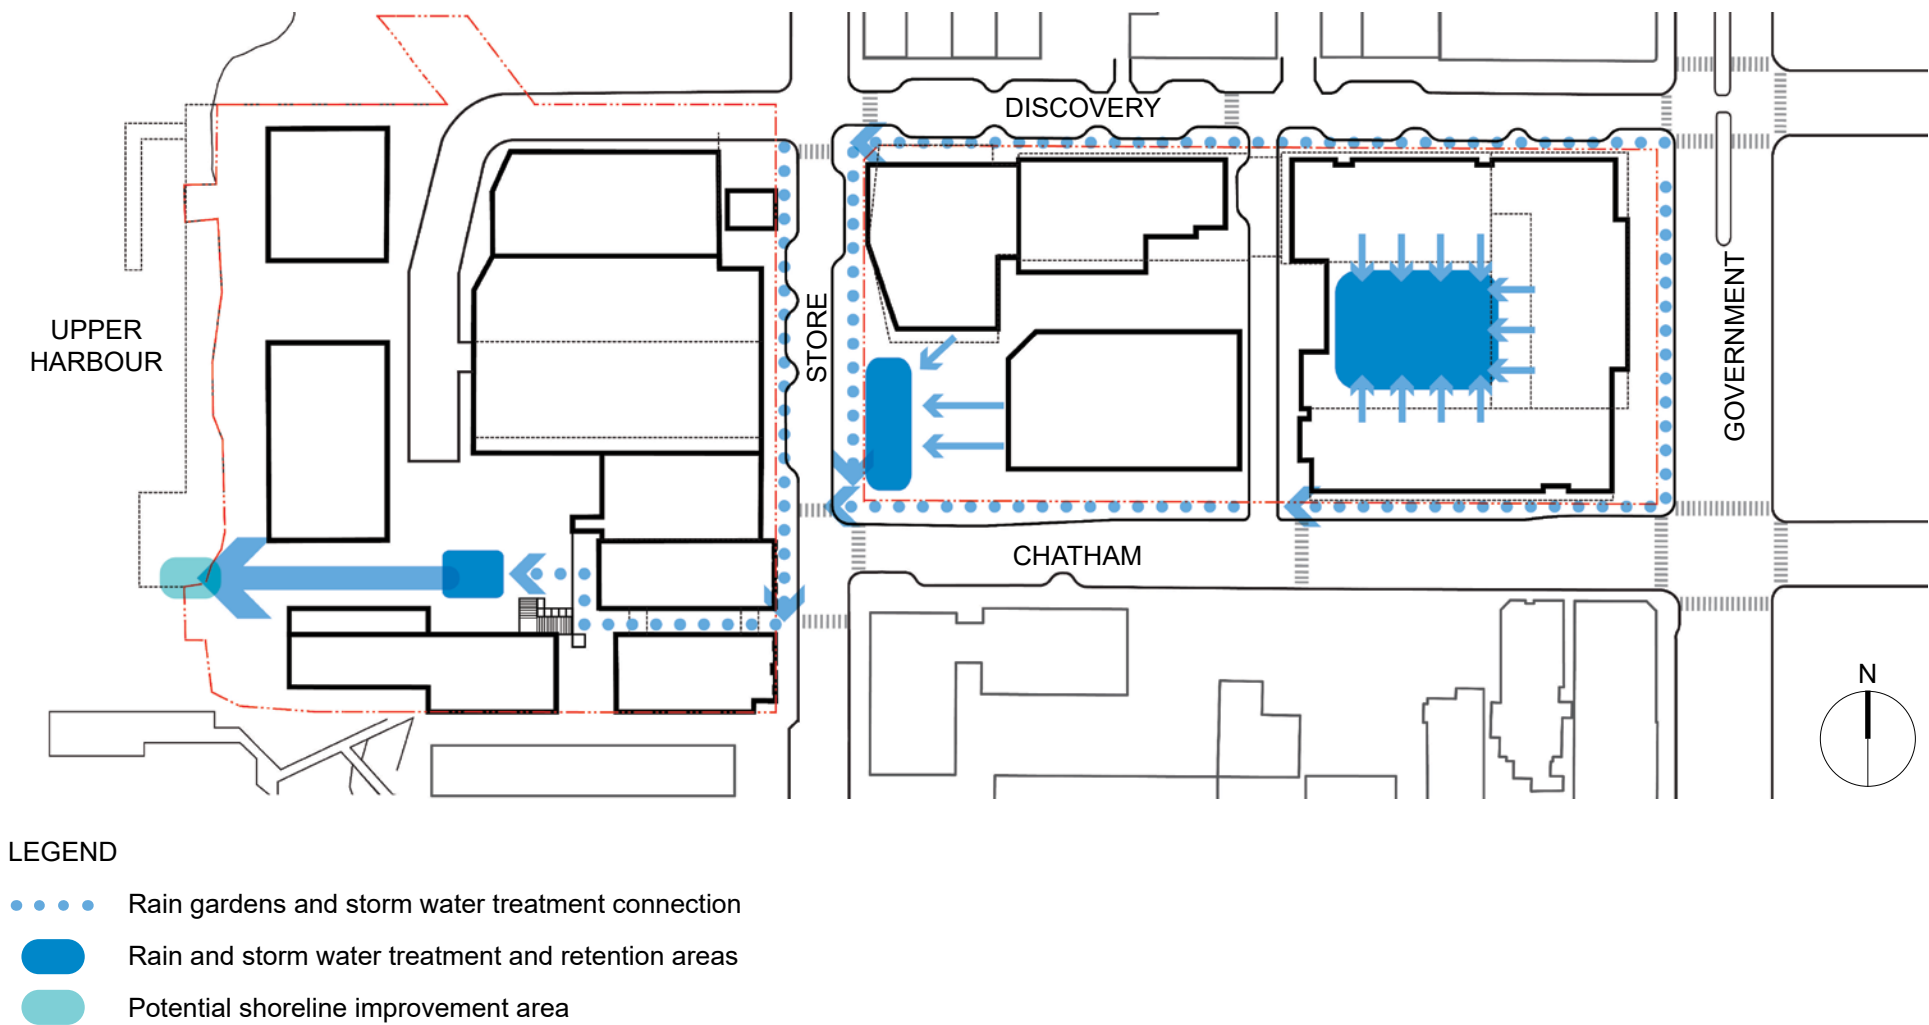 DISCOVERY
UPPER
HARBOUR
STORE
GOVERNMENT
CHATHAM
N
LEGEND
Rain gardens and storm water treatment connection
Rain and storm water treatment and retention areas
Potential shoreline improvement area